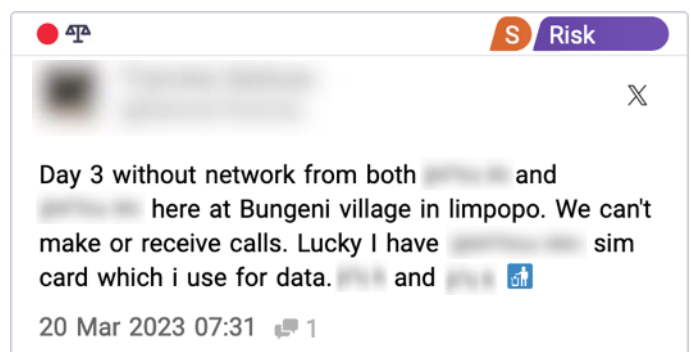 S Risk
𝕏
Day 3 without network from both and
here at Bungeni village in limpopo. We can't
make or receive calls. Lucky I have sim
card which i use for data. and 🚮
20 Mar 2023 07:31 1